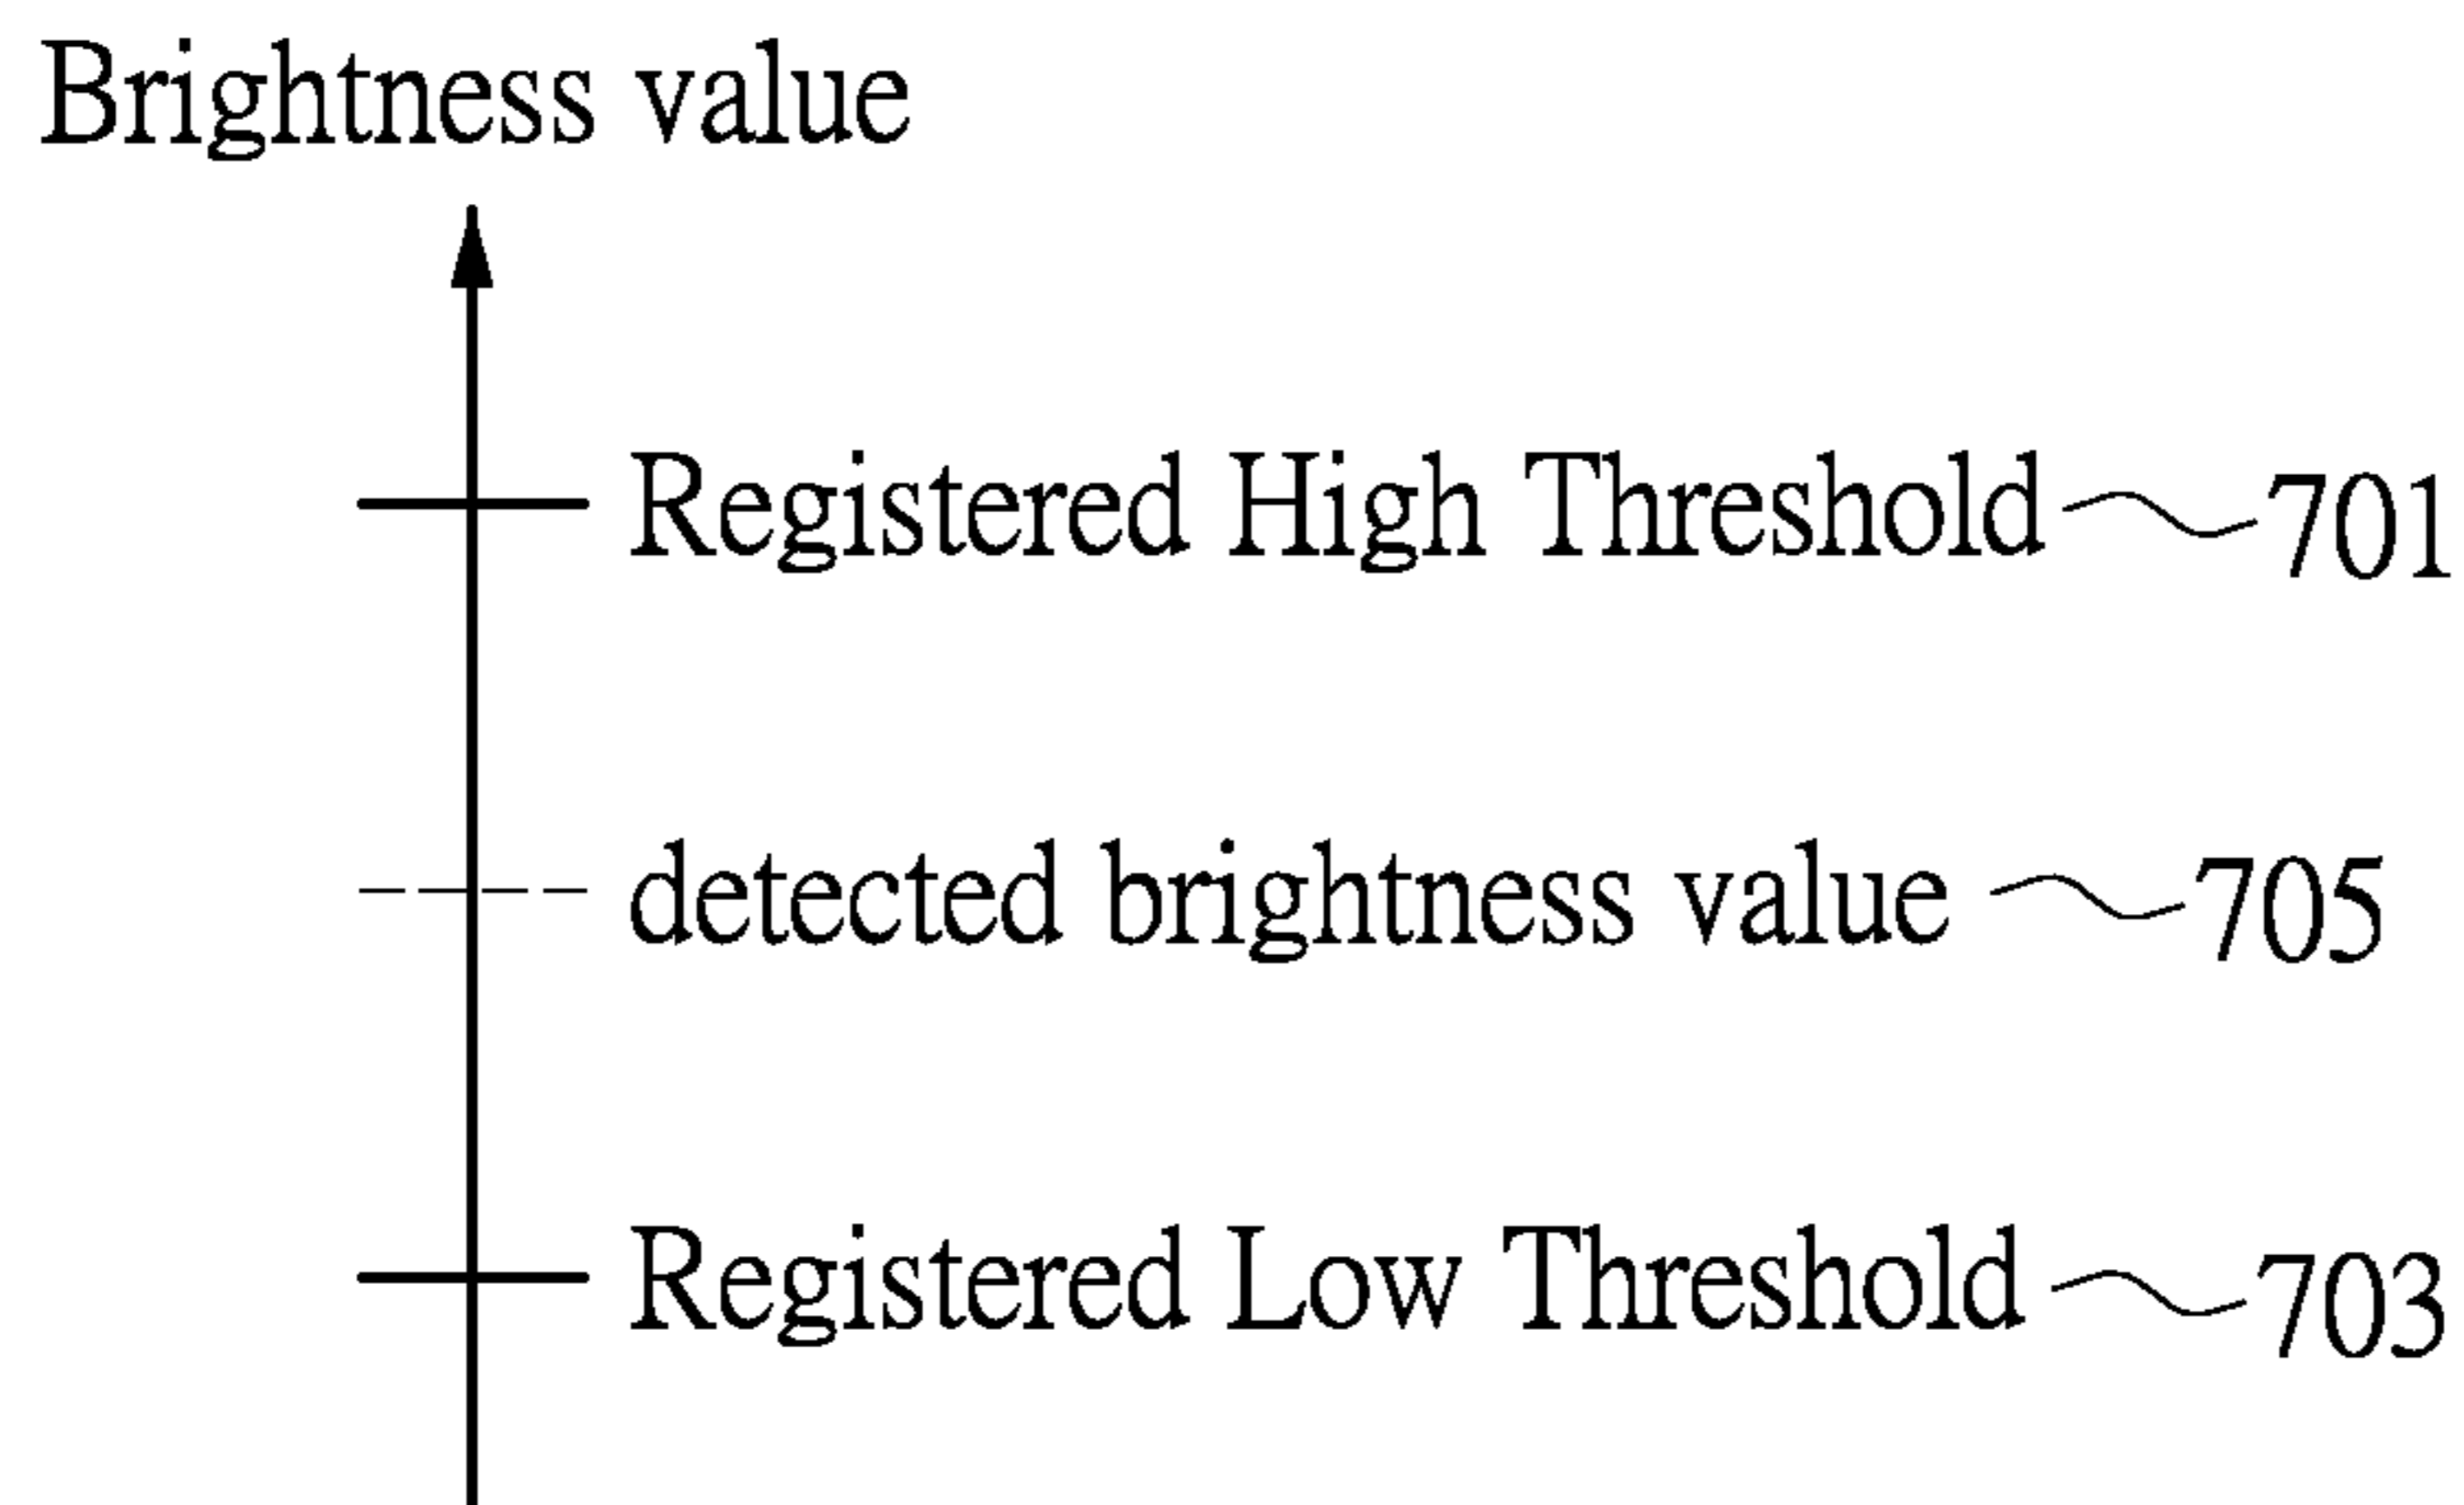 Brightness value
Registered High Threshold 701
detected brightness value 705
Registered Low Threshold 703